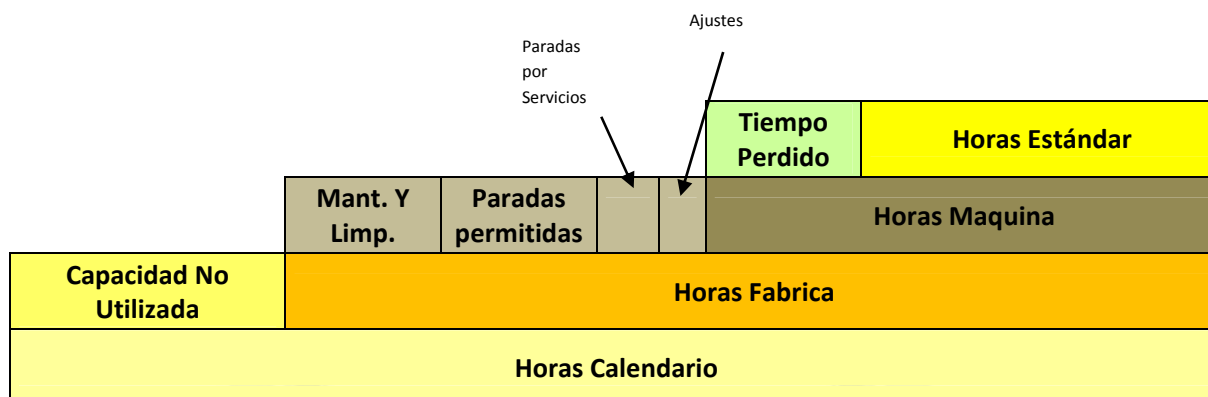 Ajustes
Paradas
por
Servicios
Tiempo
Perdido
Horas Estándar
Mant. Y
Limp.
Paradas
permitidas
Horas Maquina
Capacidad No
Utilizada
Horas Fabrica
Horas Calendario